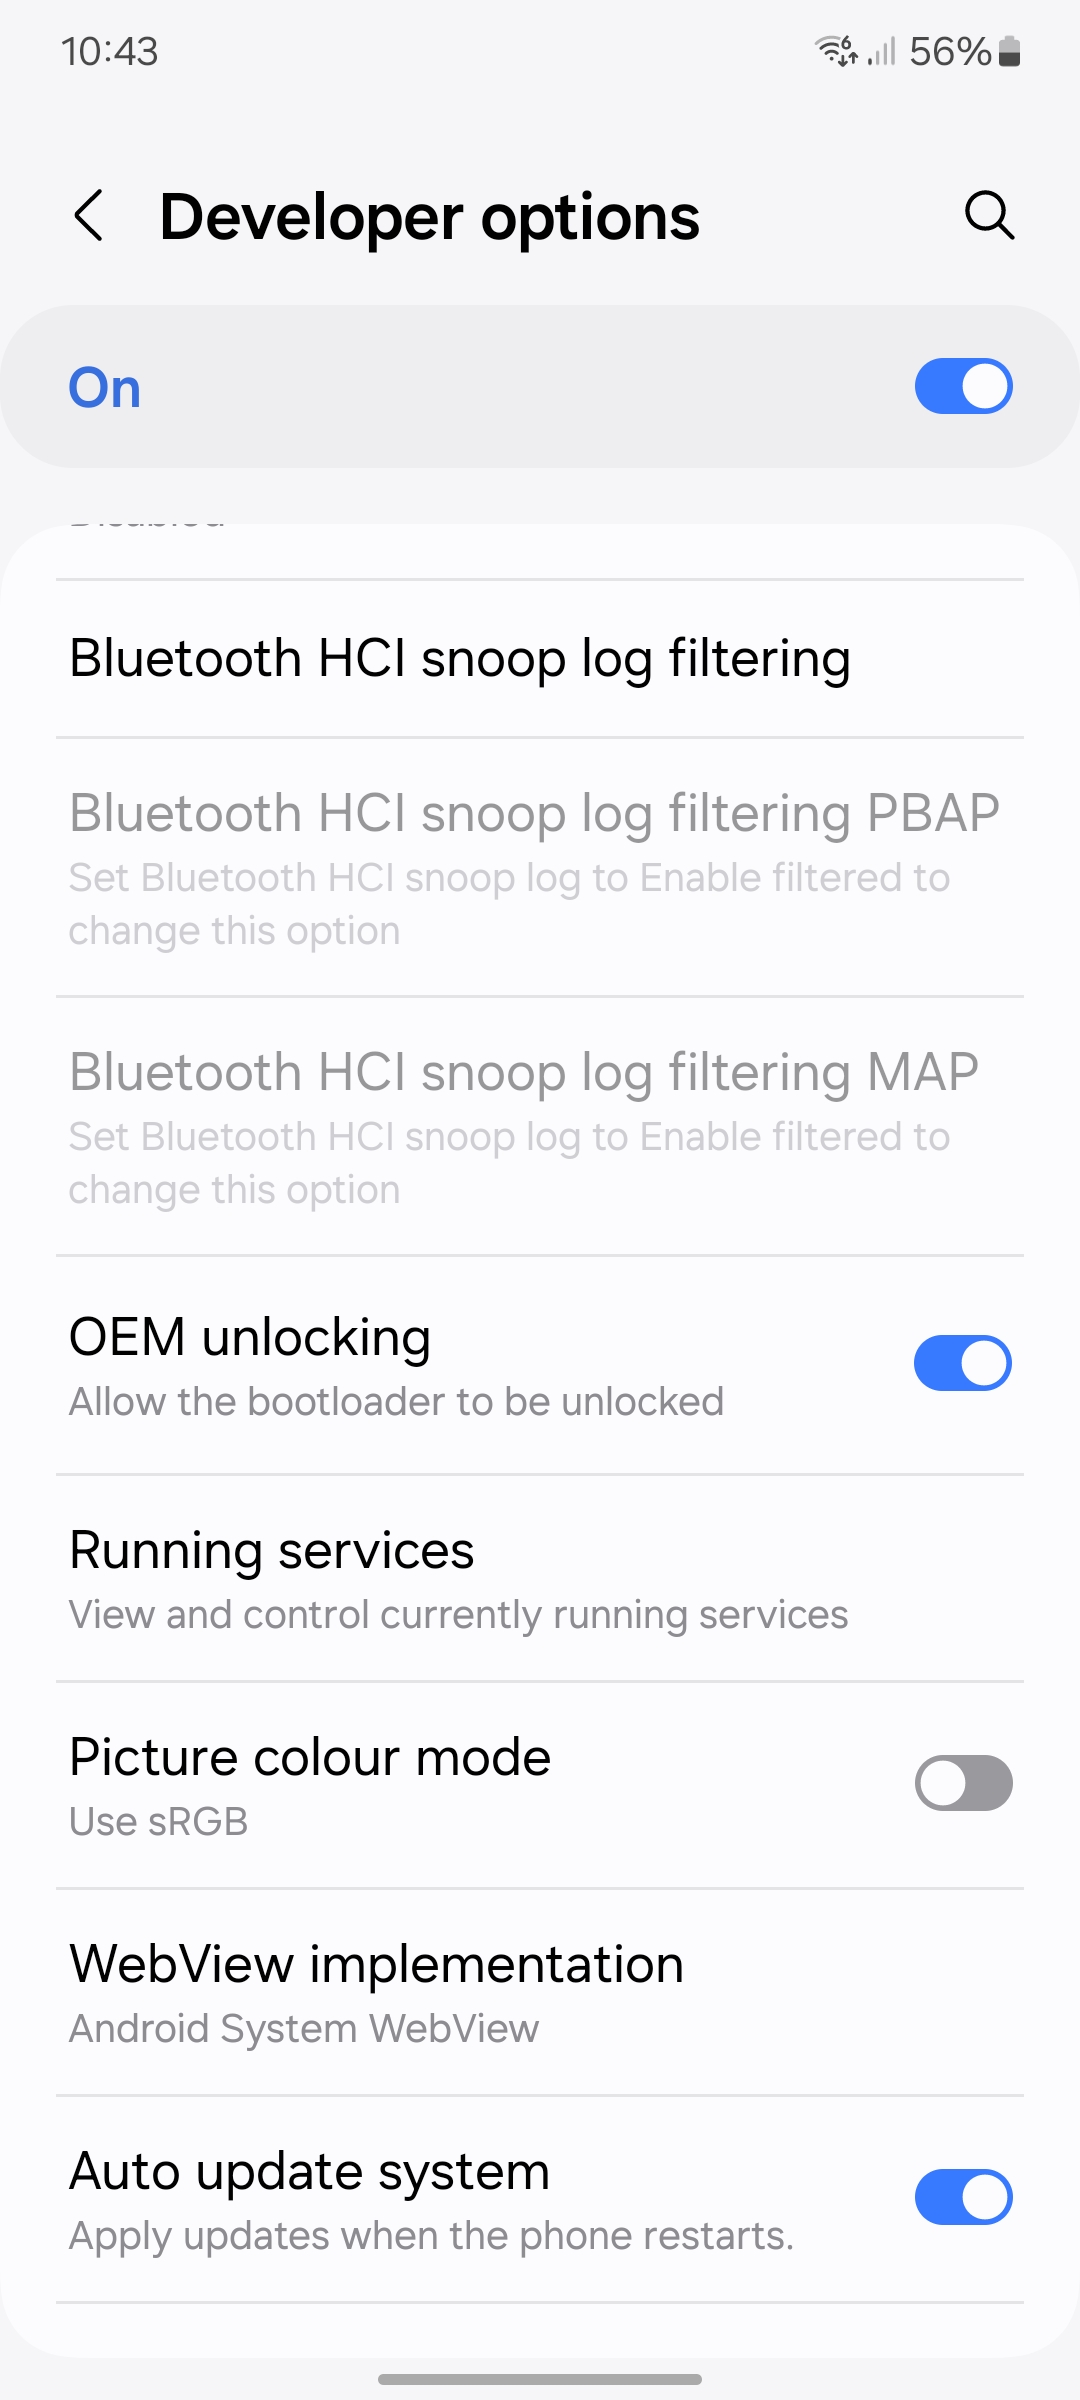 10:43
6
56%
Developer options
On
Disabled
Bluetooth HCI snoop log filtering
Bluetooth HCI snoop log filtering PBAP
Set Bluetooth HCI snoop log to Enable filtered to
change this option
Bluetooth HCI snoop log filtering MAP
Set Bluetooth HCI snoop log to Enable filtered to
change this option
OEM unlocking
Allow the bootloader to be unlocked
Running services
View and control currently running services
Picture colour mode
Use sRGB
WebView implementation
Android System WebView
Auto update system
Apply updates when the phone restarts.